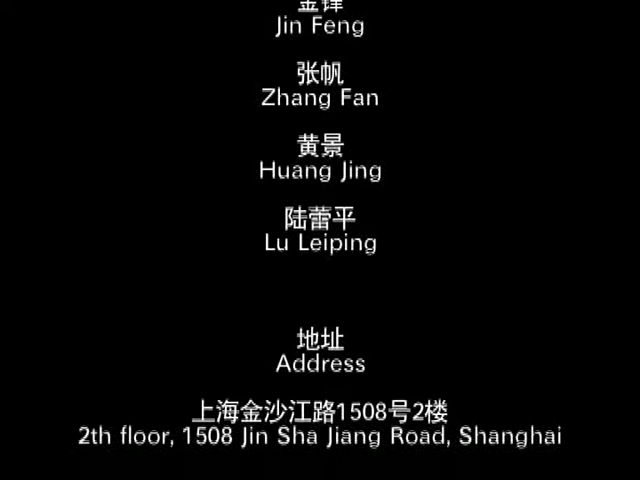 金锋
Jin Feng
张帆
Zhang Fan
黄景
Huang Jing
陆蕾平
Lu Leiping
地址
Address
上海金沙江路1508号2楼
2th floor, 1508 Jin Sha Jiang Road, Shanghai